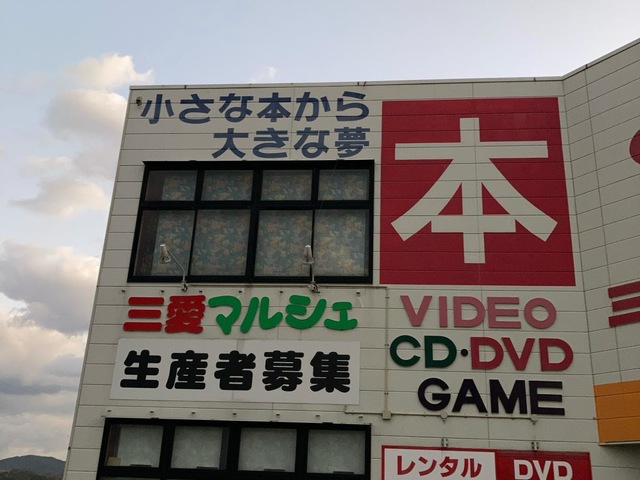 小さな本から
大きな夢
本
VIDEO
CD・DVD
GAME
三愛マルシェ
生産者募集
レンタル DVD